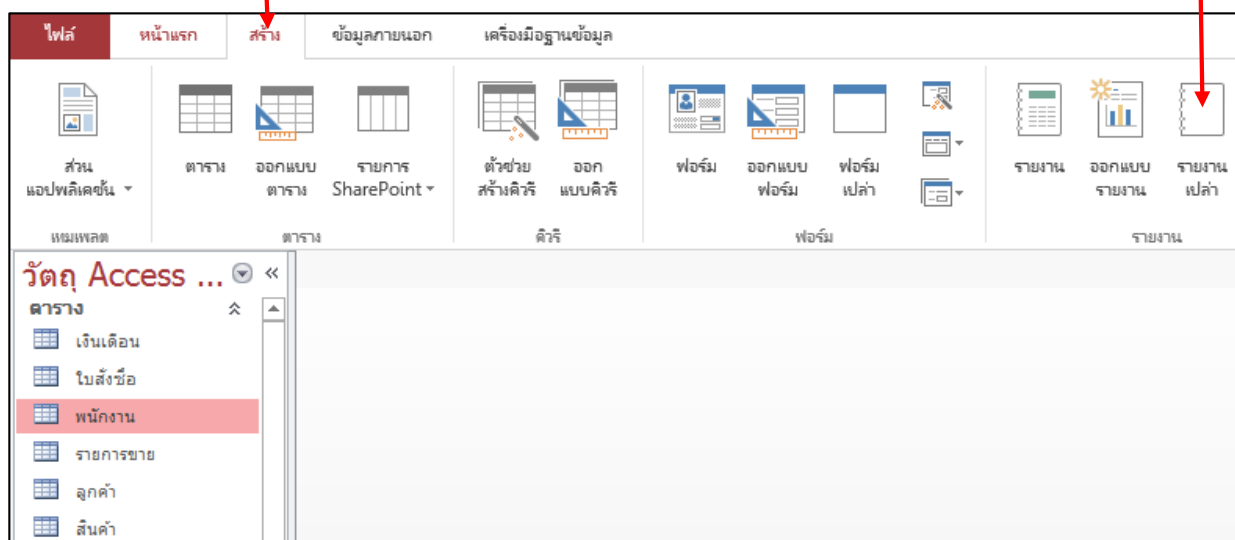 ไฟล์ หน้าแรก สร้าง ข้อมูลภายนอก เครื่องมือฐานข้อมูล
ส่วน ตาราง ออกแบบ รายการ ตัวช่วย ออก ฟอร์ม ออกแบบ ฟอร์ม รายงาน ออกแบบ รายงาน
แอปพลิเคชัน ตาราง SharePoint สร้างคิวรี แบบคิวรี ฟอร์ม เปล่า รายงาน เปล่า
เทมเพลต ตาราง คิวรี ฟอร์ม รายงาน
วัตถุ Access ... «
ตาราง
เงินเดือน
ใบสั่งซื้อ
พนักงาน
รายการขาย
ลูกค้า
สินค้า